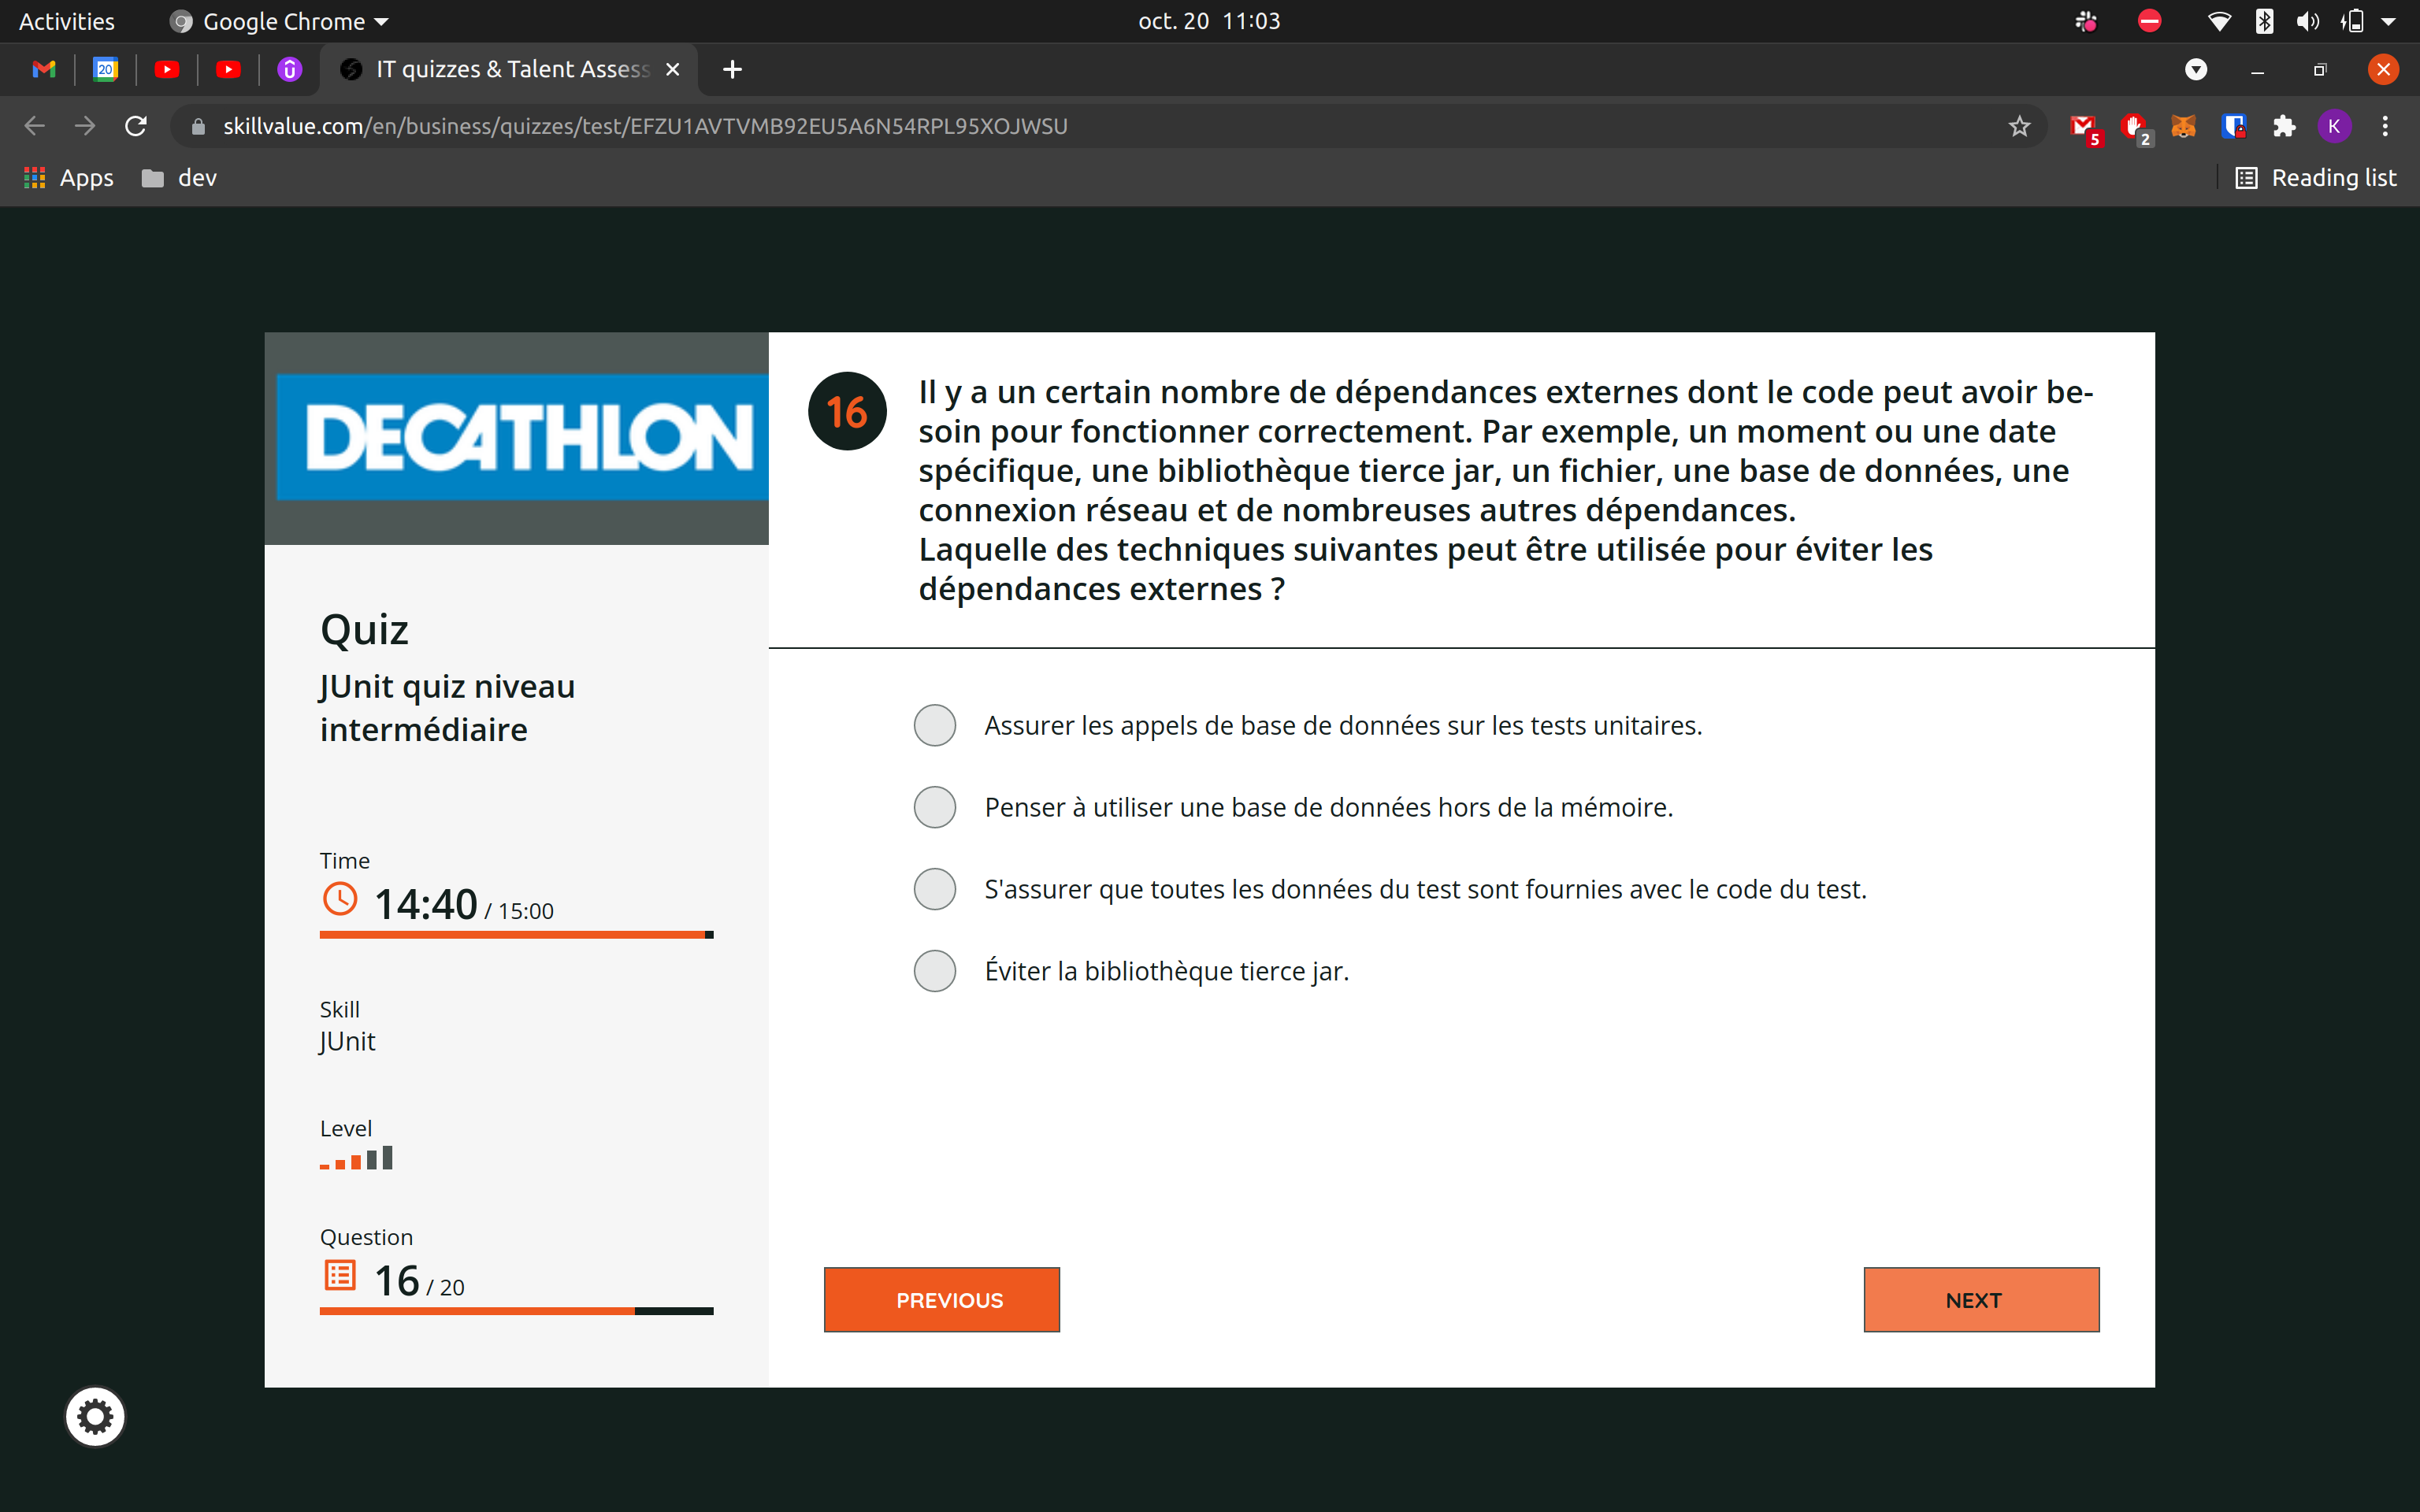 Activities
Google Chrome
oct. 20 11:03
20
IT quizzes & Talent Assess
skillvalue.com/en/business/quizzes/test/EFZU1AVTVMB92EU5A6N54RPL95XOJWSU
5
2
K
Apps
dev
Reading list
DECATHLON
Quiz
JUnit quiz niveau
intermédiaire
Time
14:40 / 15:00
Skill
JUnit
Level
Question
16 / 20
16
Il y a un certain nombre de dépendances externes dont le code peut avoir be-
soin pour fonctionner correctement. Par exemple, un moment ou une date
spécifique, une bibliothèque tierce jar, un fichier, une base de données, une
connexion réseau et de nombreuses autres dépendances.
Laquelle des techniques suivantes peut être utilisée pour éviter les
dépendances externes ?
Assurer les appels de base de données sur les tests unitaires.
Penser à utiliser une base de données hors de la mémoire.
S'assurer que toutes les données du test sont fournies avec le code du test.
Éviter la bibliothèque tierce jar.
PREVIOUS
NEXT